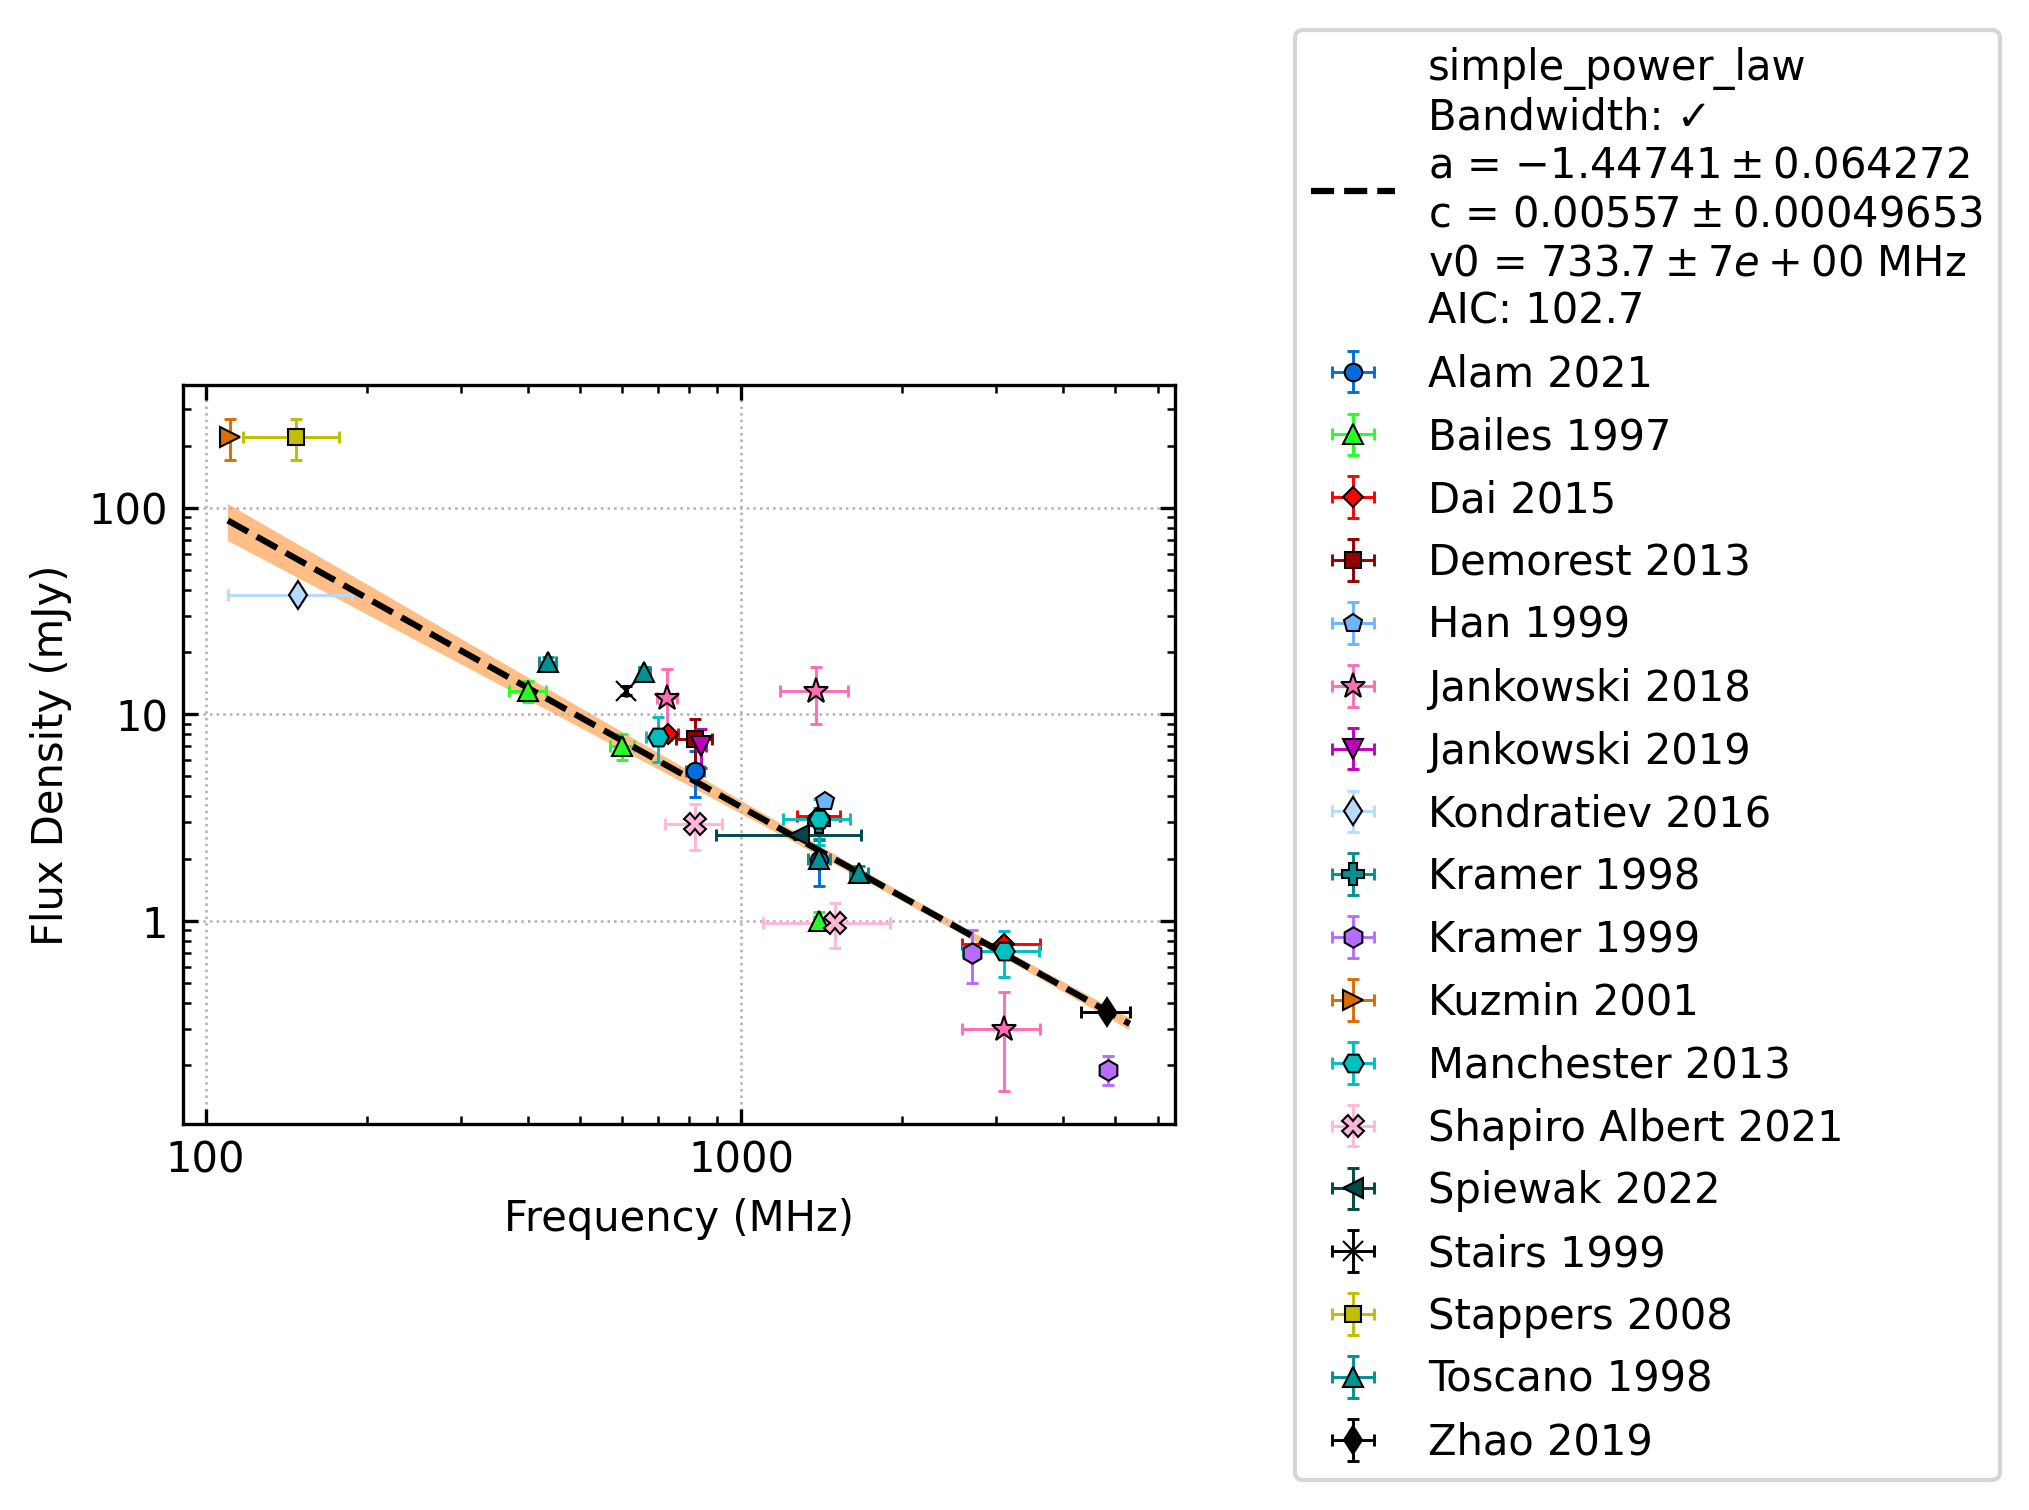 simple_power_law
Bandwidth: ✓
a = −1.44741 ± 0.064272
c = 0.00557 ± 0.00049653
v0 = 733.7 ± 7e + 00 MHz
AIC: 102.7
Alam 2021
Bailes 1997
Dai 2015
Demorest 2013
Han 1999
Jankowski 2018
Jankowski 2019
Kondratiev 2016
Kramer 1998
Kramer 1999
Kuzmin 2001
Manchester 2013
Shapiro Albert 2021
Spiewak 2022
Stairs 1999
Stappers 2008
Toscano 1998
Zhao 2019
Flux Density (mJy)
100
10
1
100
1000
Frequency (MHz)